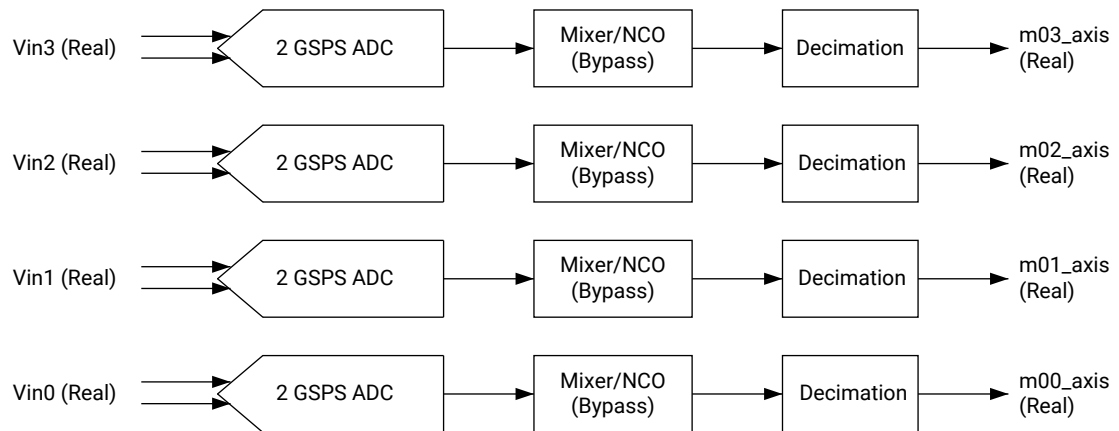 Vin3 (Real)
2 GSPS ADC
Mixer/NCO
(Bypass)
Decimation
m03_axis
(Real)
Vin2 (Real)
2 GSPS ADC
Mixer/NCO
(Bypass)
Decimation
m02_axis
(Real)
Vin1 (Real)
2 GSPS ADC
Mixer/NCO
(Bypass)
Decimation
m01_axis
(Real)
Vin0 (Real)
2 GSPS ADC
Mixer/NCO
(Bypass)
Decimation
m00_axis
(Real)